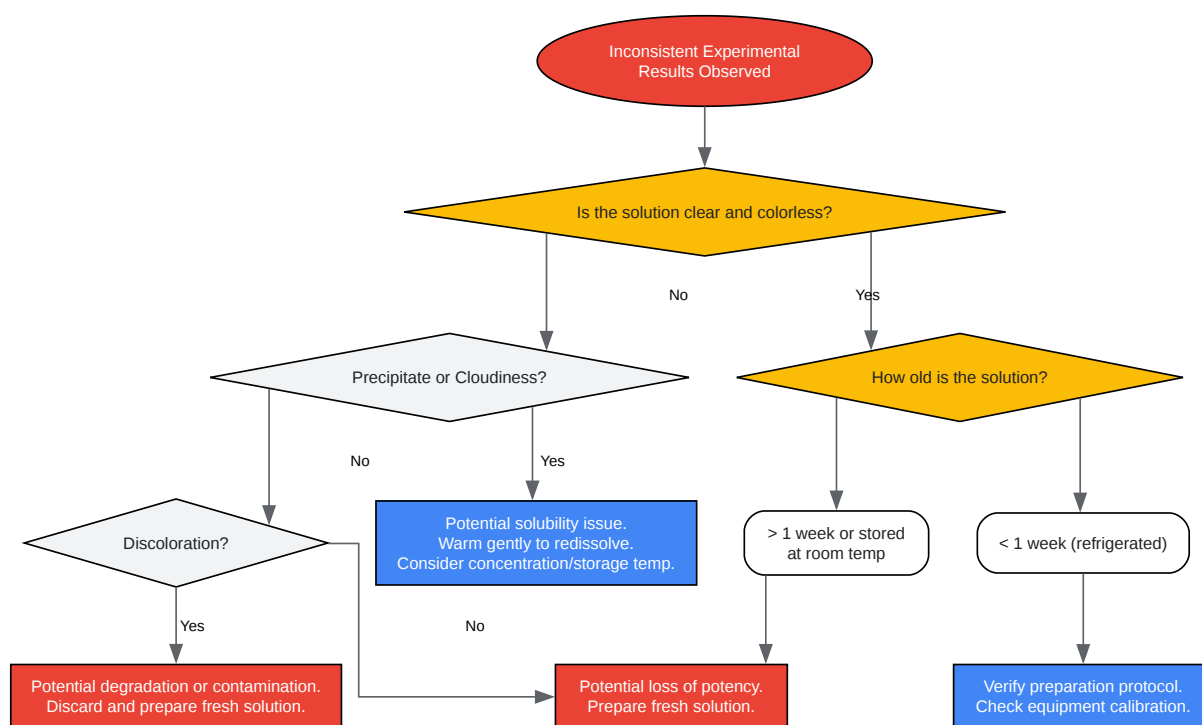 Inconsistent Experimental
Results Observed
Is the solution clear and colorless?
No
Yes
Precipitate or Cloudiness?
How old is the solution?
No
Yes
Potential solubility issue.
Warm gently to redissolve.
Consider concentration/storage temp.
> 1 week or stored
at room temp
< 1 week (refrigerated)
Discoloration?
Yes
No
Potential degradation or contamination.
Discard and prepare fresh solution.
Potential loss of potency.
Prepare fresh solution.
Verify preparation protocol.
Check equipment calibration.